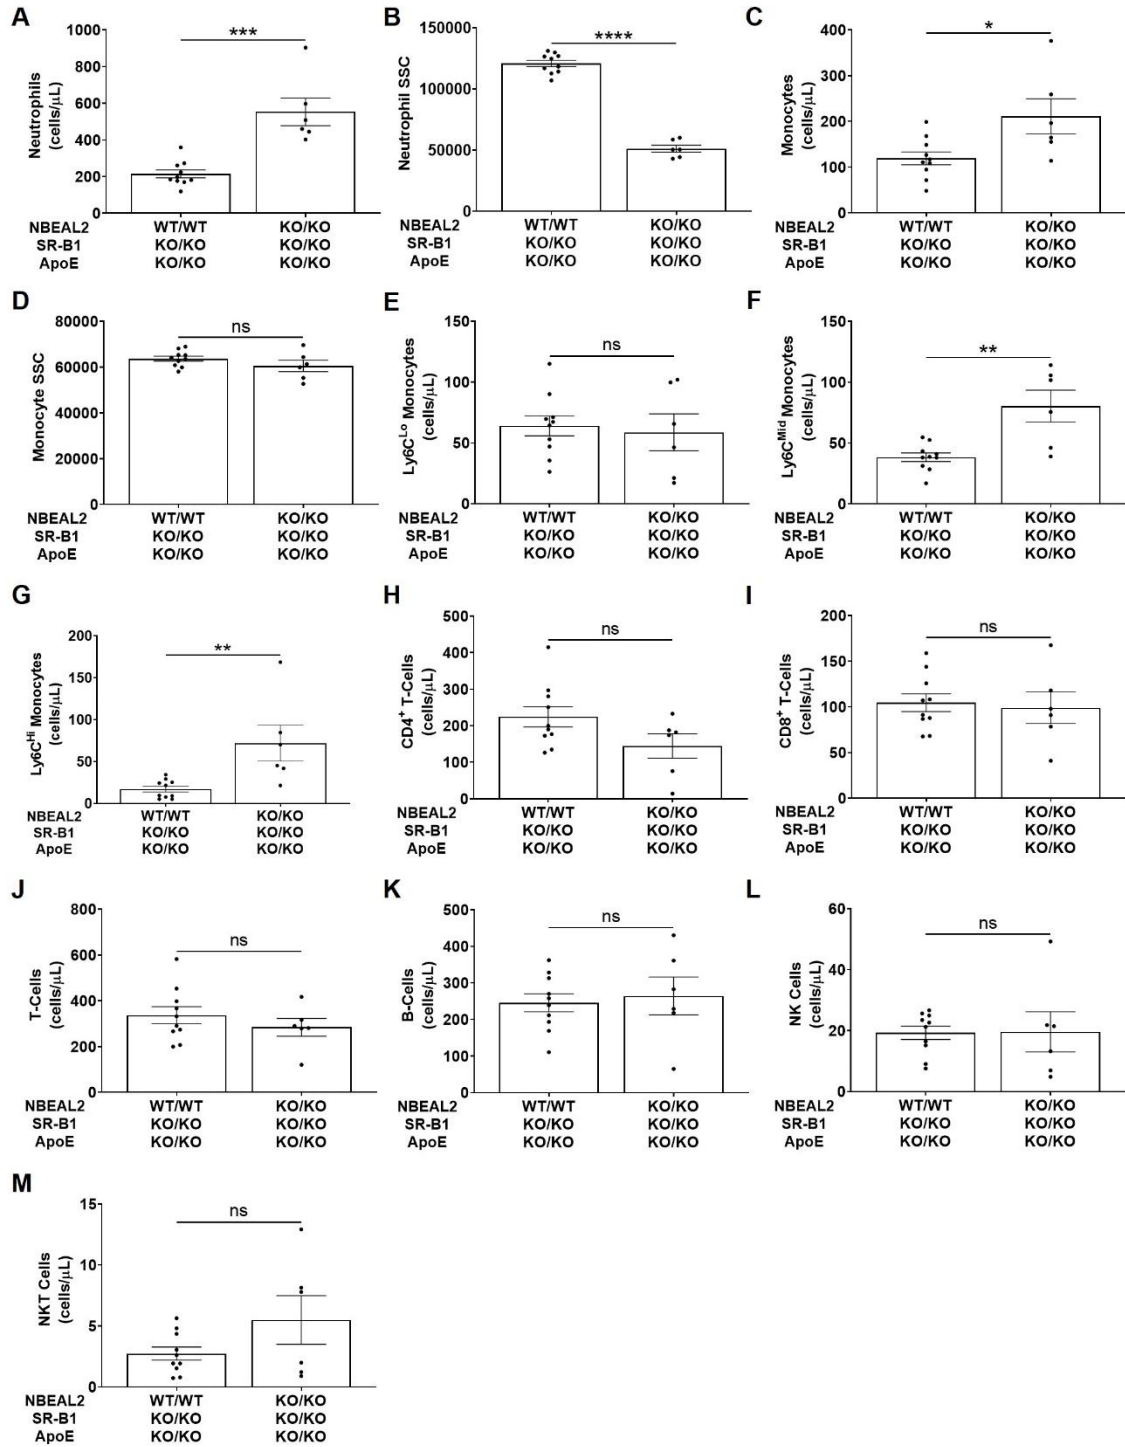 A
Neutrophils
(cells/μL)
1000
800
600
400
200
0
***
NBEAL2 WT/WT KO/KO
SR-B1 KO/KO KO/KO
ApoE KO/KO KO/KO
B
Neutrophil SSC
150000
100000
50000
0
****
NBEAL2 WT/WT KO/KO
SR-B1 KO/KO KO/KO
ApoE KO/KO KO/KO
C
Monocytes
(cells/μL)
400
300
200
100
0
*
NBEAL2 WT/WT KO/KO
SR-B1 KO/KO KO/KO
ApoE KO/KO KO/KO
D
Monocyte SSC
80000
60000
40000
20000
0
ns
NBEAL2 WT/WT KO/KO
SR-B1 KO/KO KO/KO
ApoE KO/KO KO/KO
E
Ly6C^Lo Monocytes
(cells/μL)
150
100
50
0
ns
NBEAL2 WT/WT KO/KO
SR-B1 KO/KO KO/KO
ApoE KO/KO KO/KO
F
Ly6C^Mid Monocytes
(cells/μL)
150
100
50
0
**
NBEAL2 WT/WT KO/KO
SR-B1 KO/KO KO/KO
ApoE KO/KO KO/KO
G
Ly6C^Hi Monocytes
(cells/μL)
200
150
100
50
0
**
NBEAL2 WT/WT KO/KO
SR-B1 KO/KO KO/KO
ApoE KO/KO KO/KO
H
CD4⁺ T-Cells
(cells/μL)
500
400
300
200
100
0
ns
NBEAL2 WT/WT KO/KO
SR-B1 KO/KO KO/KO
ApoE KO/KO KO/KO
I
CD8⁺ T-Cells
(cells/μL)
200
150
100
50
0
ns
NBEAL2 WT/WT KO/KO
SR-B1 KO/KO KO/KO
ApoE KO/KO KO/KO
J
T-Cells
(cells/μL)
800
600
400
200
0
ns
NBEAL2 WT/WT KO/KO
SR-B1 KO/KO KO/KO
ApoE KO/KO KO/KO
K
B-Cells
(cells/μL)
500
400
300
200
100
0
ns
NBEAL2 WT/WT KO/KO
SR-B1 KO/KO KO/KO
ApoE KO/KO KO/KO
L
NK Cells
(cells/μL)
60
40
20
0
ns
NBEAL2 WT/WT KO/KO
SR-B1 KO/KO KO/KO
ApoE KO/KO KO/KO
M
NKT Cells
(cells/μL)
15
10
5
0
ns
NBEAL2 WT/WT KO/KO
SR-B1 KO/KO KO/KO
ApoE KO/KO KO/KO